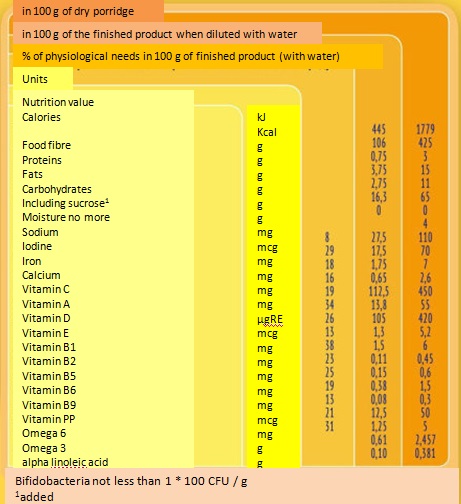 in 100 g of dry porridge
in 100 g of the finished product when diluted with water
% of physiological needs in 100 g of finished product (with water)
Units
Nutrition value
Calories kJ 445 1779
Kcal 106 425
Food fibre g 0,75 3
Proteins g 3,75 15
Fats g 2,75 11
Carbohydrates g 16,3 65
Including sucrose¹ g 0 0
Moisture no more g 4
Sodium mg 8 27,5 110
Iodine mcg 29 17,5 70
Iron mg 18 1,75 7
Calcium mg 16 0,65 2,6
Vitamin C mg 19 112,5 450
Vitamin A mg 34 13,8 55
Vitamin D µgRE 26 105 420
Vitamin E mcg 13 1,3 5,2
Vitamin B1 mg 38 1,5 6
Vitamin B2 mg 23 0,11 0,45
Vitamin B5 mg 25 0,15 0,6
Vitamin B6 mg 19 0,38 1,5
Vitamin B9 mg 13 0,08 0,3
Vitamin PP mcg 21 12,5 50
Omega 6 mg 31 1,25 5
Omega 3 g 0,61 2,457
alpha linoleic acid g 0,10 0,381
Bifidobacteria not less than 1 * 100 CFU / g
¹added